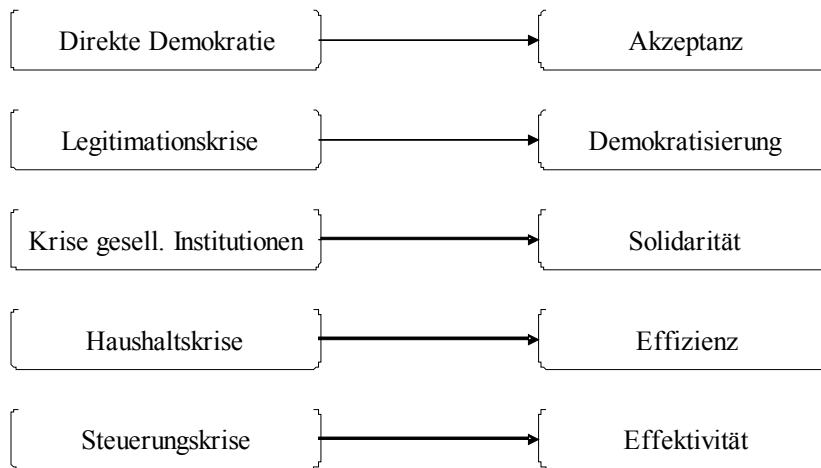 Direkte Demokratie
Akzeptanz
Legitimationskrise
Demokratisierung
Krise gesell. Institutionen
Solidarität
Haushaltskrise
Effizienz
Steuerungskrise
Effektivität